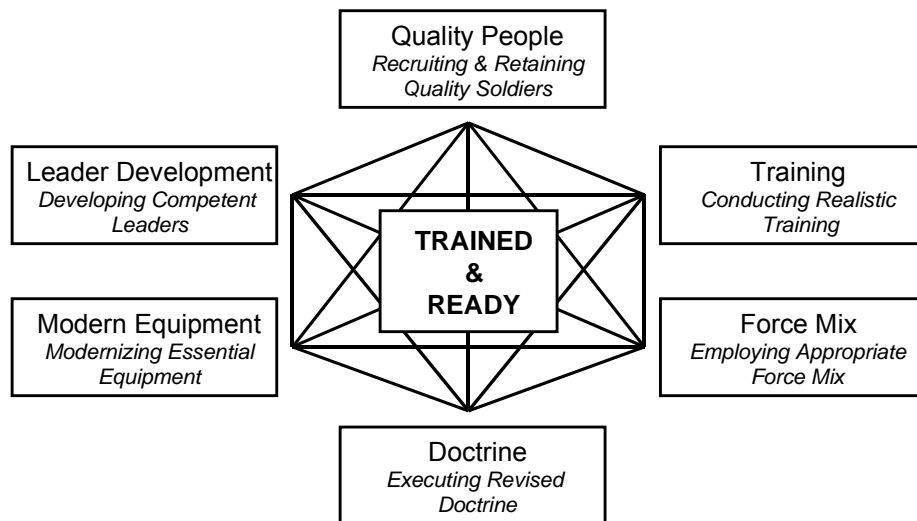 Quality People
Recruiting & Retaining
Quality Soldiers
Leader Development
Developing Competent
Leaders
Training
Conducting Realistic
Training
TRAINED
&
READY
Modern Equipment
Modernizing Essential
Equipment
Force Mix
Employing Appropriate
Force Mix
Doctrine
Executing Revised
Doctrine